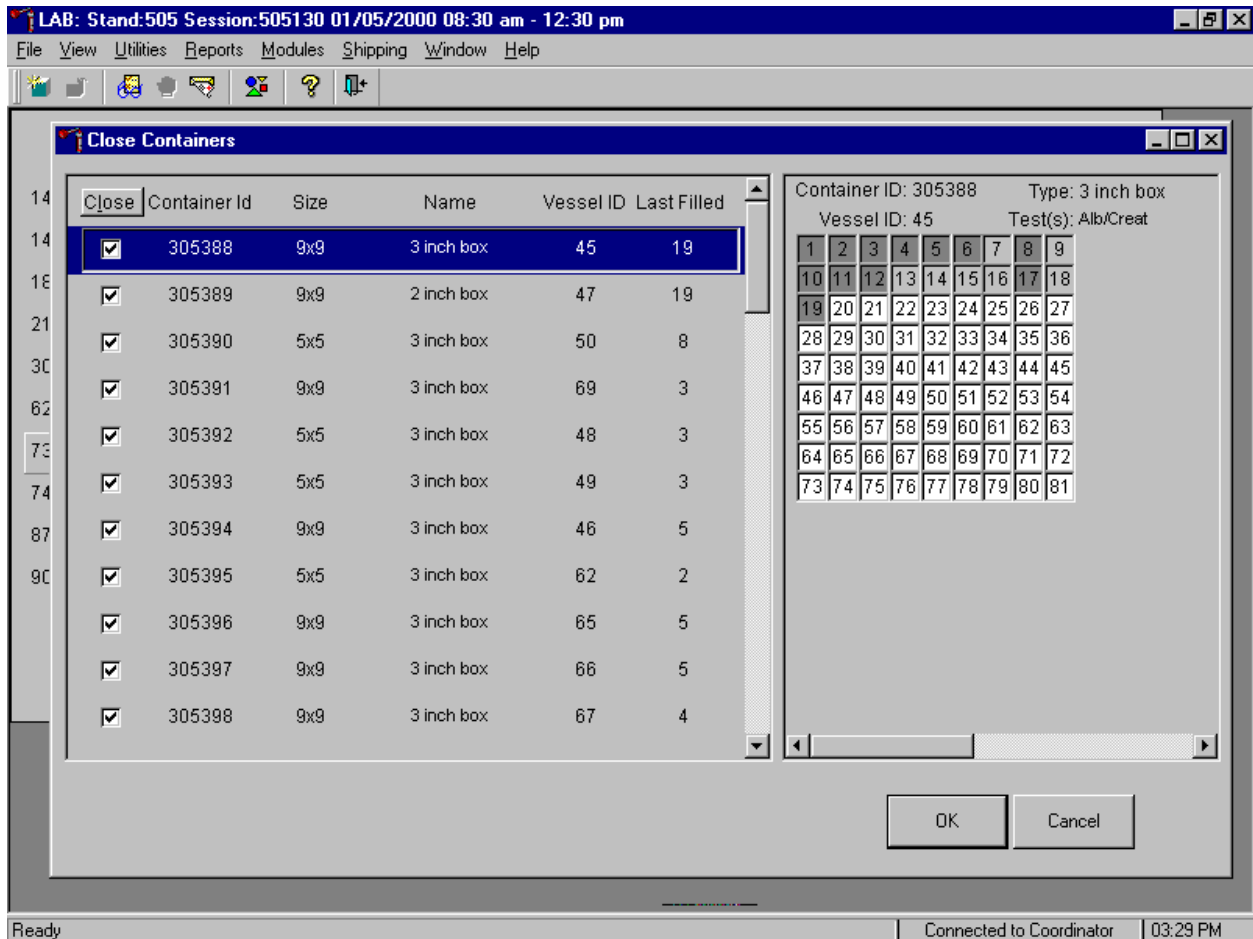 LAB: Stand:505 Session:505130 01/05/2000 08:30 am - 12:30 pm
File View Utilities Reports Modules Shipping Window Help
Close Containers
Close Container Id Size Name Vessel ID Last Filled
305388 9x9 3 inch box 45 19
305389 9x9 2 inch box 47 19
305390 5x5 3 inch box 50 8
305391 9x9 3 inch box 69 3
305392 5x5 3 inch box 48 3
305393 5x5 3 inch box 49 3
305394 9x9 3 inch box 46 5
305395 5x5 3 inch box 62 2
305396 9x9 3 inch box 65 5
305397 9x9 3 inch box 66 5
305398 9x9 3 inch box 67 4
Container ID: 305388 Type: 3 inch box
Vessel ID: 45 Test(s): Alb/Creat
1 2 3 4 5 6 7 8 9
10 11 12 13 14 15 16 17 18
19 20 21 22 23 24 25 26 27
28 29 30 31 32 33 34 35 36
37 38 39 40 41 42 43 44 45
46 47 48 49 50 51 52 53 54
55 56 57 58 59 60 61 62 63
64 65 66 67 68 69 70 71 72
73 74 75 76 77 78 79 80 81
14
14
21
62
74
87
OK Cancel
Ready Connected to Coordinator 03:29 PM